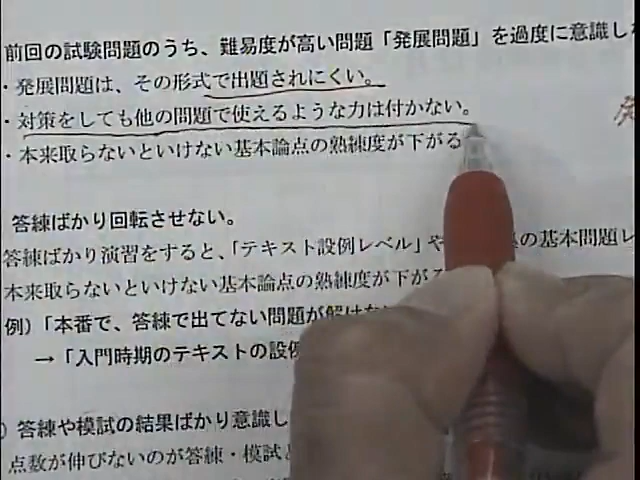 前回の試験問題のうち、難易度が高い問題「発展問題」を過度に意識し
・発展問題は、その形式で出題されにくい。
・対策をしても他の問題で使えるような力は付かない。
・本来取らないといけない基本論点の熟練度が下がる
答練ばかり回転させない。
答練ばかり演習をすると、「テキスト設例レベル」や の基本問題レ
本来取らないといけない基本論点の熟練度が下がる
例）「本番で、答練で出てない問題が解けな
→「入門時期のテキストの設例
）答練や模試の結果ばかり意識し
点数が伸びないのが答練・模試